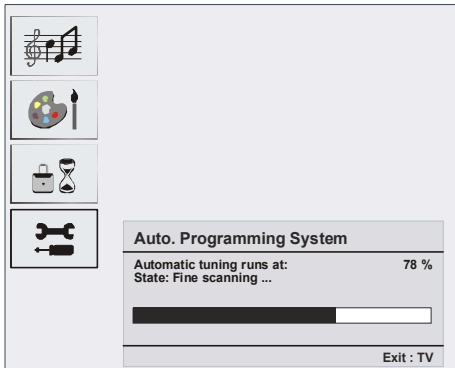 Auto. Programming System
Automatic tuning runs at: 78 %
State: Fine scanning ...
Exit : TV